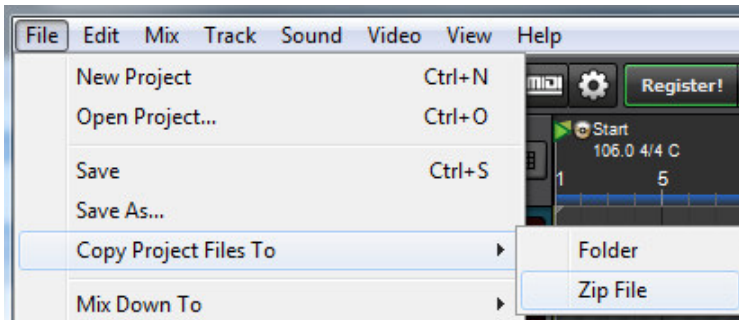 File Edit Mix Track Sound Video View Help
New Project Ctrl+N
Open Project... Ctrl+O
Save Ctrl+S
Save As...
Copy Project Files To
Mix Down To
Folder
Zip File
MIDI
Register!
Start
106.0 4/4 C
1 5